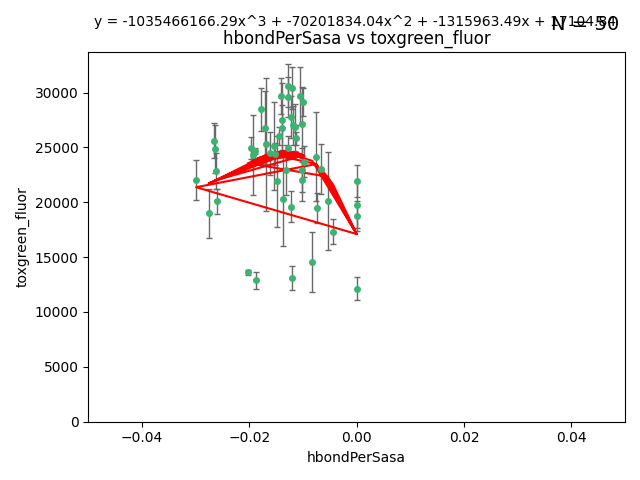 y = -1035466166.29x^3 + -70201834.04x^2 + -1315963.49x +
N = 50
hbondPerSasa vs toxgreen_fluor
30000
25000
20000
15000
10000
5000
0
toxgreen_fluor
-0.04 -0.02 0.00 0.02 0.04
hbondPerSasa